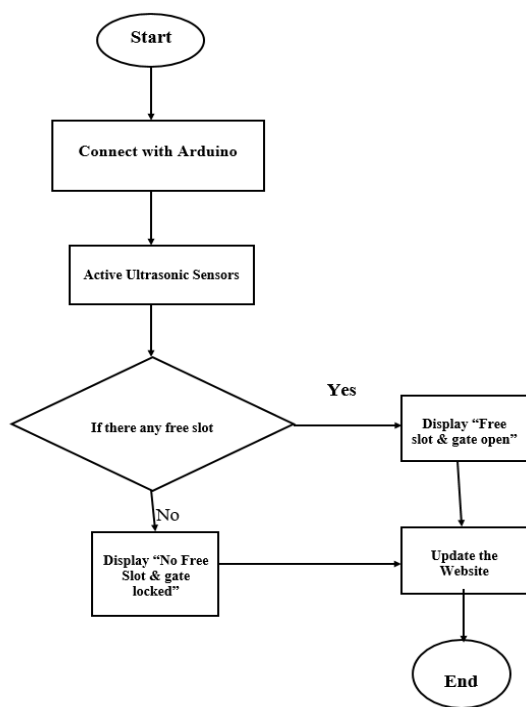 Start
Connect with Arduino
Active Ultrasonic Sensors
If there any free slot
Yes
Display “Free
slot & gate open”
No
Display “No Free
Slot & gate
locked”
Update the
Website
End